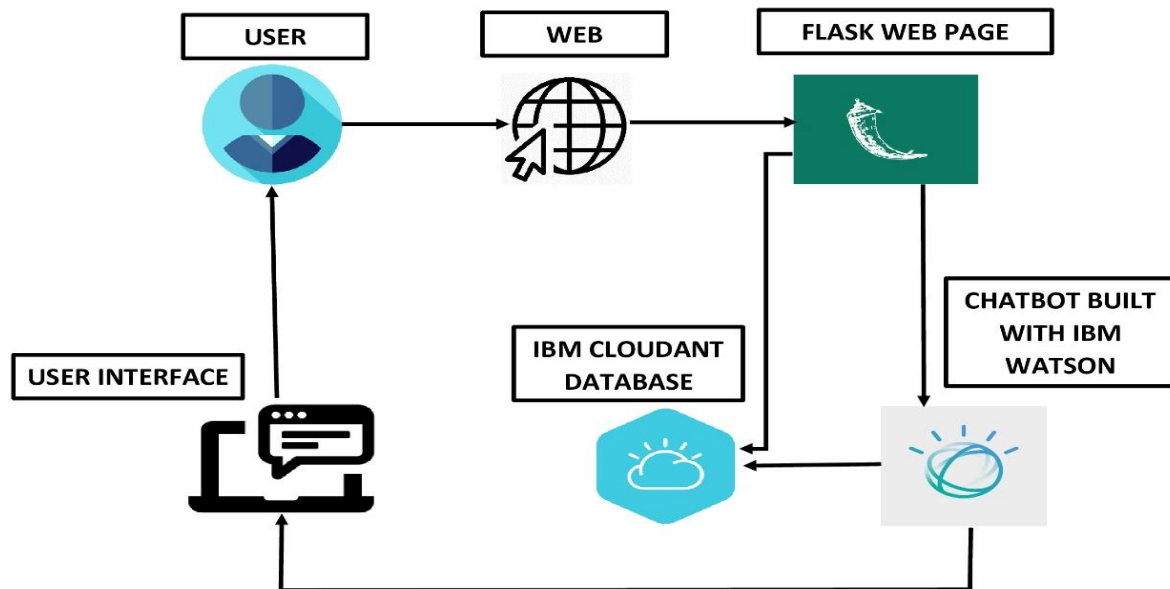 USER
WEB
FLASK WEB PAGE
CHATBOT BUILT
WITH IBM
WATSON
IBM CLOUDANT
DATABASE
USER INTERFACE